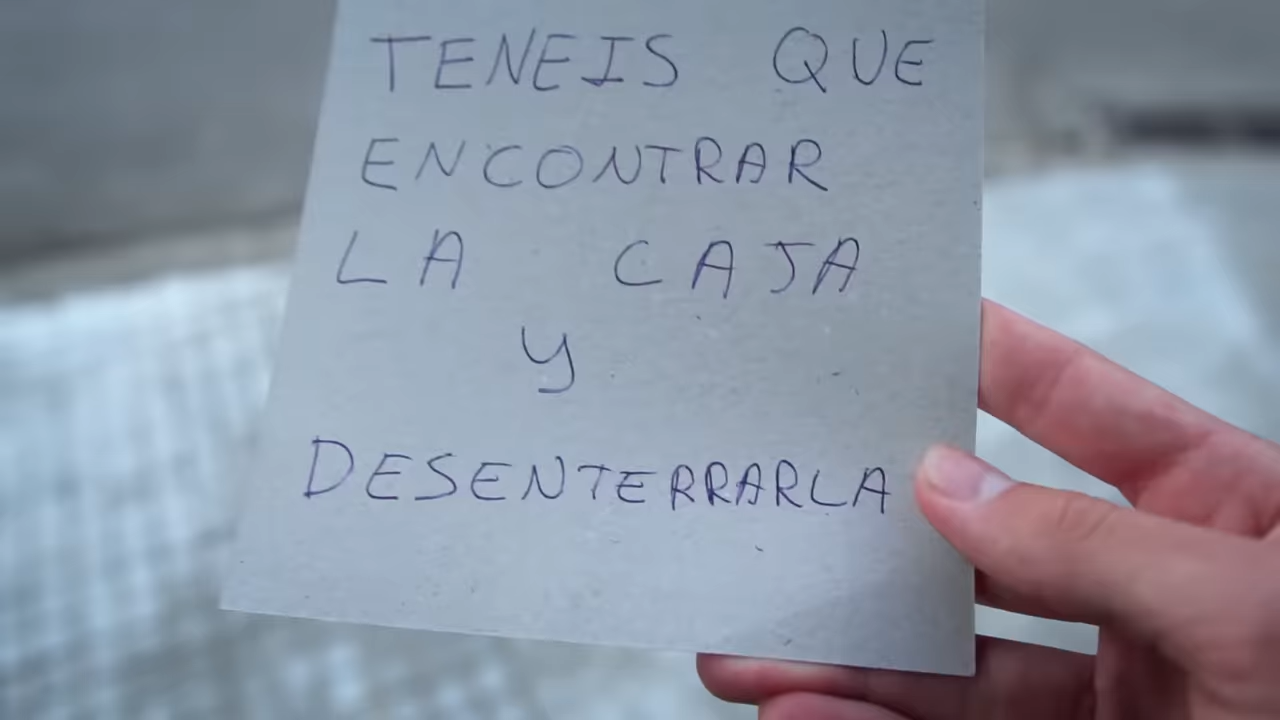 TENEIS QUE
ENCONTRAR
LA CAJA
Y
DESENTERRARLA